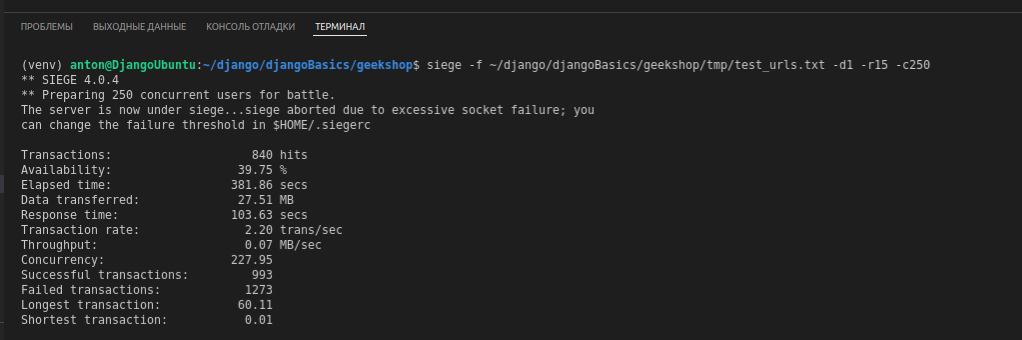 ПРОБЛЕМЫ ВЫХОДНЫЕ ДАННЫЕ КОНСОЛЬ ОТЛАДКИ ТЕРМИНАЛ
(venv) anton@DjangoUbuntu:~/django/djangoBasics/geekshop$ siege -f ~/django/djangoBasics/geekshop/tmp/test_urls.txt -d1 -r15 -c250
** SIEGE 4.0.4
** Preparing 250 concurrent users for battle.
The server is now under siege...siege aborted due to excessive socket failure; you
can change the failure threshold in $HOME/.siegerc
Transactions: 840 hits
Availability: 39.75 %
Elapsed time: 381.86 secs
Data transferred: 27.51 MB
Response time: 103.63 secs
Transaction rate: 2.20 trans/sec
Throughput: 0.07 MB/sec
Concurrency: 227.95
Successful transactions: 993
Failed transactions: 1273
Longest transaction: 60.11
Shortest transaction: 0.01